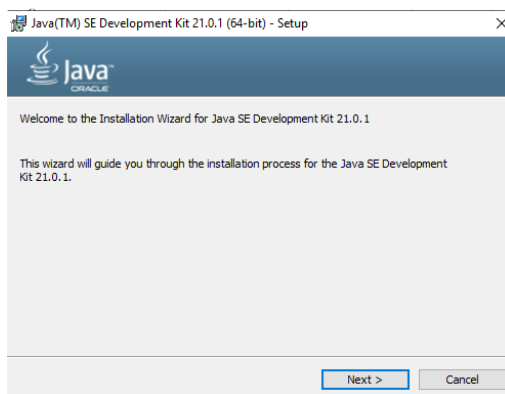 Java(TM) SE Development Kit 21.0.1 (64-bit) - Setup
Java™
ORACLE
Welcome to the Installation Wizard for Java SE Development Kit 21.0.1
This wizard will guide you through the installation process for the Java SE Development
Kit 21.0.1.
Next >
Cancel